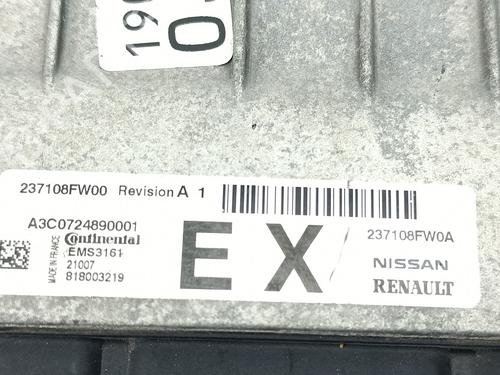 237108FW00 Revision A 1
A3C0724890001
Continental
EMS3161
21007
818003219
MADE IN FRANCE
EX
237108FW0A
NISSAN
RENAULT